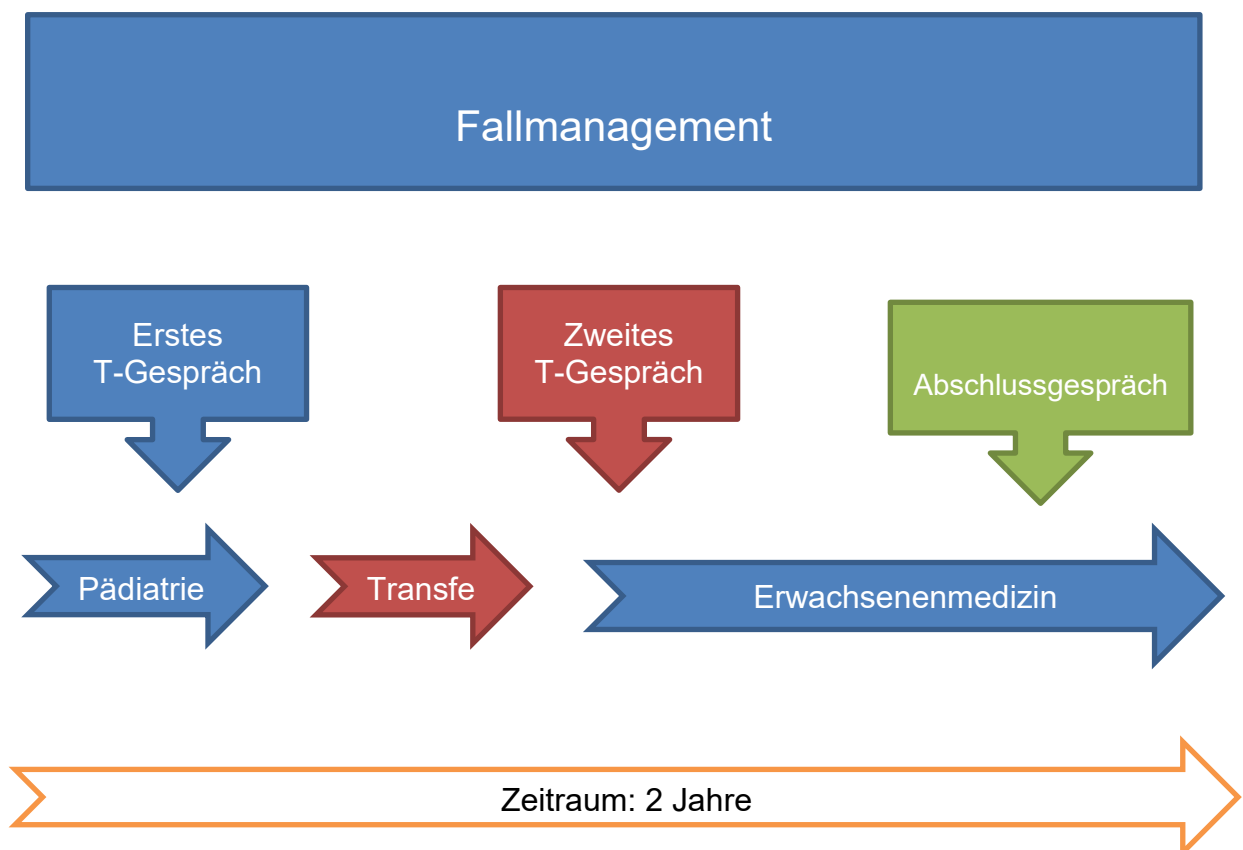 Fallmanagement
Erstes
T-Gespräch
Zweites
T-Gespräch
Abschlussgespräch
Pädiatrie
Transfe
Erwachsenenmedizin
Zeitraum: 2 Jahre